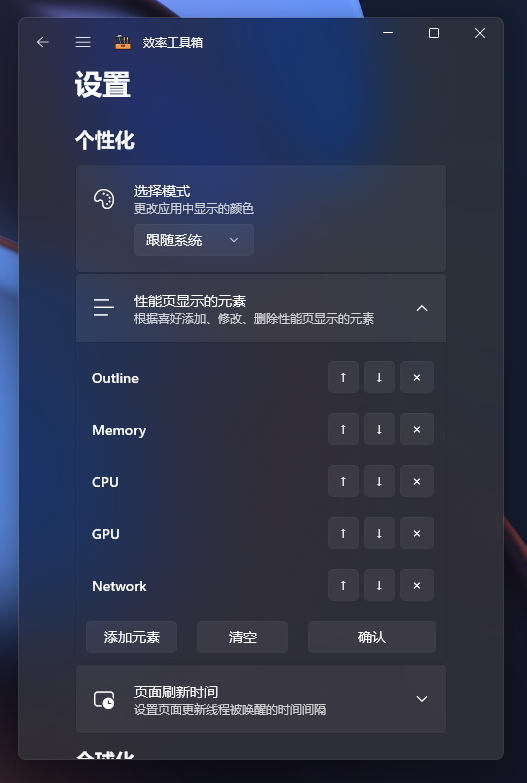 效率工具箱
设置
个性化
选择模式
更改应用中显示的颜色
跟随系统
性能页显示的元素
根据喜好添加、修改、删除性能页显示的元素
Outline
Memory
CPU
GPU
Network
添加元素 清空 确认
页面刷新时间
设置页面更新线程被唤醒的时间间隔
全球化